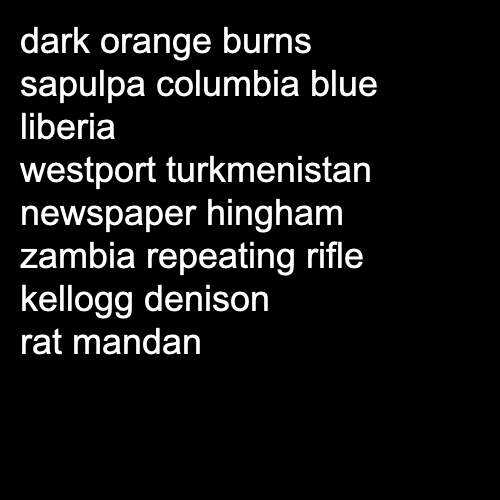 dark orange burns
sapulpa columbia blue
liberia
westport turkmenistan
newspaper hingham
zambia repeating rifle
kellogg denison
rat mandan